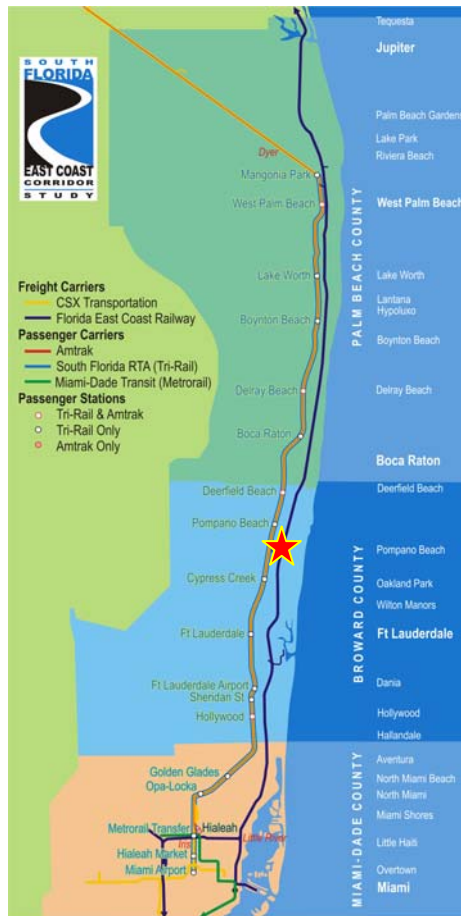 SOUTH
FLORIDA
EAST COAST
CORRIDOR
STUDY
Freight Carriers
CSX Transportation
Florida East Coast Railway
Passenger Carriers
Amtrak
South Florida RTA (Tri-Rail)
Miami-Dade Transit (Metrorail)
Passenger Stations
Tri-Rail & Amtrak
Tri-Rail Only
Amtrak Only
Dyer
Mangonia Park
West Palm Beach
Lake Worth
Boynton Beach
Delray Beach
Boca Raton
Deerfield Beach
Pompano Beach
Cypress Creek
Ft Lauderdale
Ft Lauderdale Airport
Sheridan St
Hollywood
Golden Glades
Opa-Locka
Metrorail Transfer
Hialeah
Iris
Little River
Hialeah Market
Miami Airport
PALM BEACH COUNTY
BROWARD COUNTY
MIAMI-DADE COUNTY
Tequesta
Jupiter
Palm Beach Gardens
Lake Park
Riviera Beach
West Palm Beach
Lake Worth
Lantana
Hypoluxo
Boynton Beach
Delray Beach
Boca Raton
Deerfield Beach
Pompano Beach
Oakland Park
Wilton Manors
Ft Lauderdale
Dania
Hollywood
Hallandale
Aventura
North Miami Beach
North Miami
Miami Shores
Little Haiti
Overtown
Miami